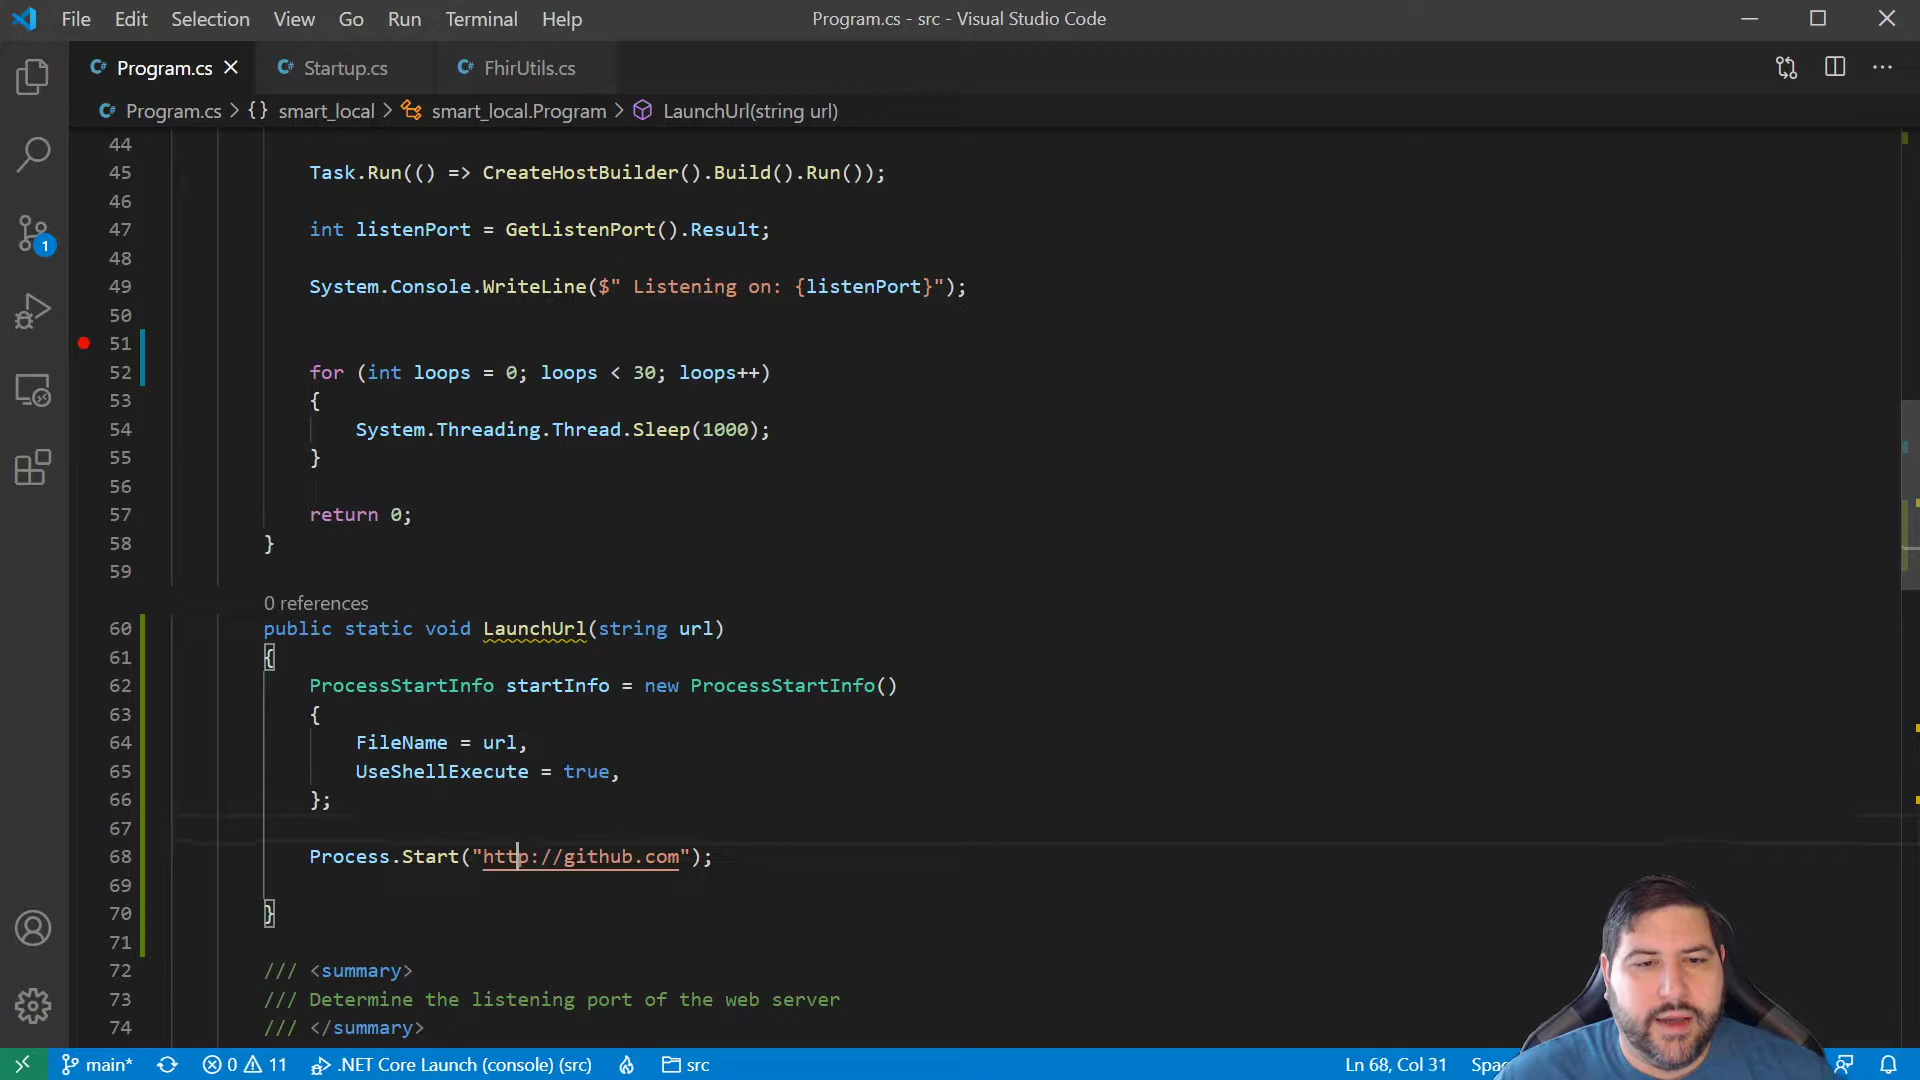 File Edit Selection View Go Run Terminal Help Program.cs - src - Visual Studio Code
C# Program.cs C# Startup.cs C# FhirUtils.cs
C# Program.cs > {} smart_local > smart_local.Program > LaunchUrl(string url)
44
45 Task.Run(() => CreateHostBuilder().Build().Run());
46
47 int listenPort = GetListenPort().Result;
48
49 System.Console.WriteLine($" Listening on: {listenPort}");
50
51
52 for (int loops = 0; loops < 30; loops++)
53 {
54 System.Threading.Thread.Sleep(1000);
55 }
56
57 return 0;
58 }
59
0 references
60 public static void LaunchUrl(string url)
61 {
62 ProcessStartInfo startInfo = new ProcessStartInfo()
63 {
64 FileName = url,
65 UseShellExecute = true,
66 };
67
68 Process.Start("http://github.com");
69
70 }
71
72 /// <summary>
73 /// Determine the listening port of the web server
74 /// </summary>
1
main* 0 11 .NET Core Launch (console) (src) src Ln 68, Col 31